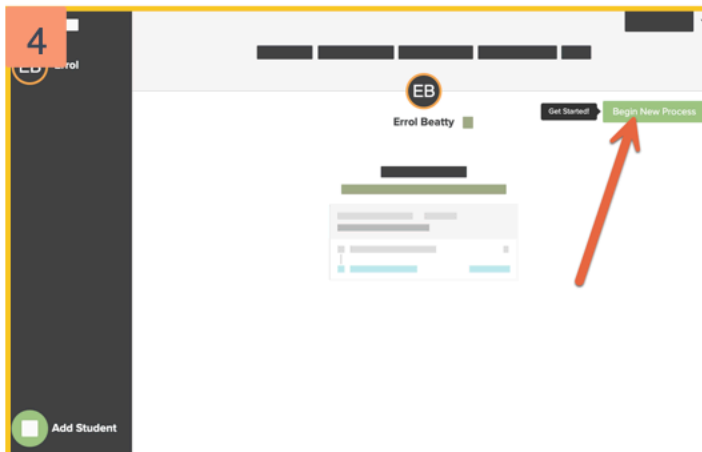 4
EB
Errol
EB
Errol Beatty
Get Started!
Begin New Process
Add Student